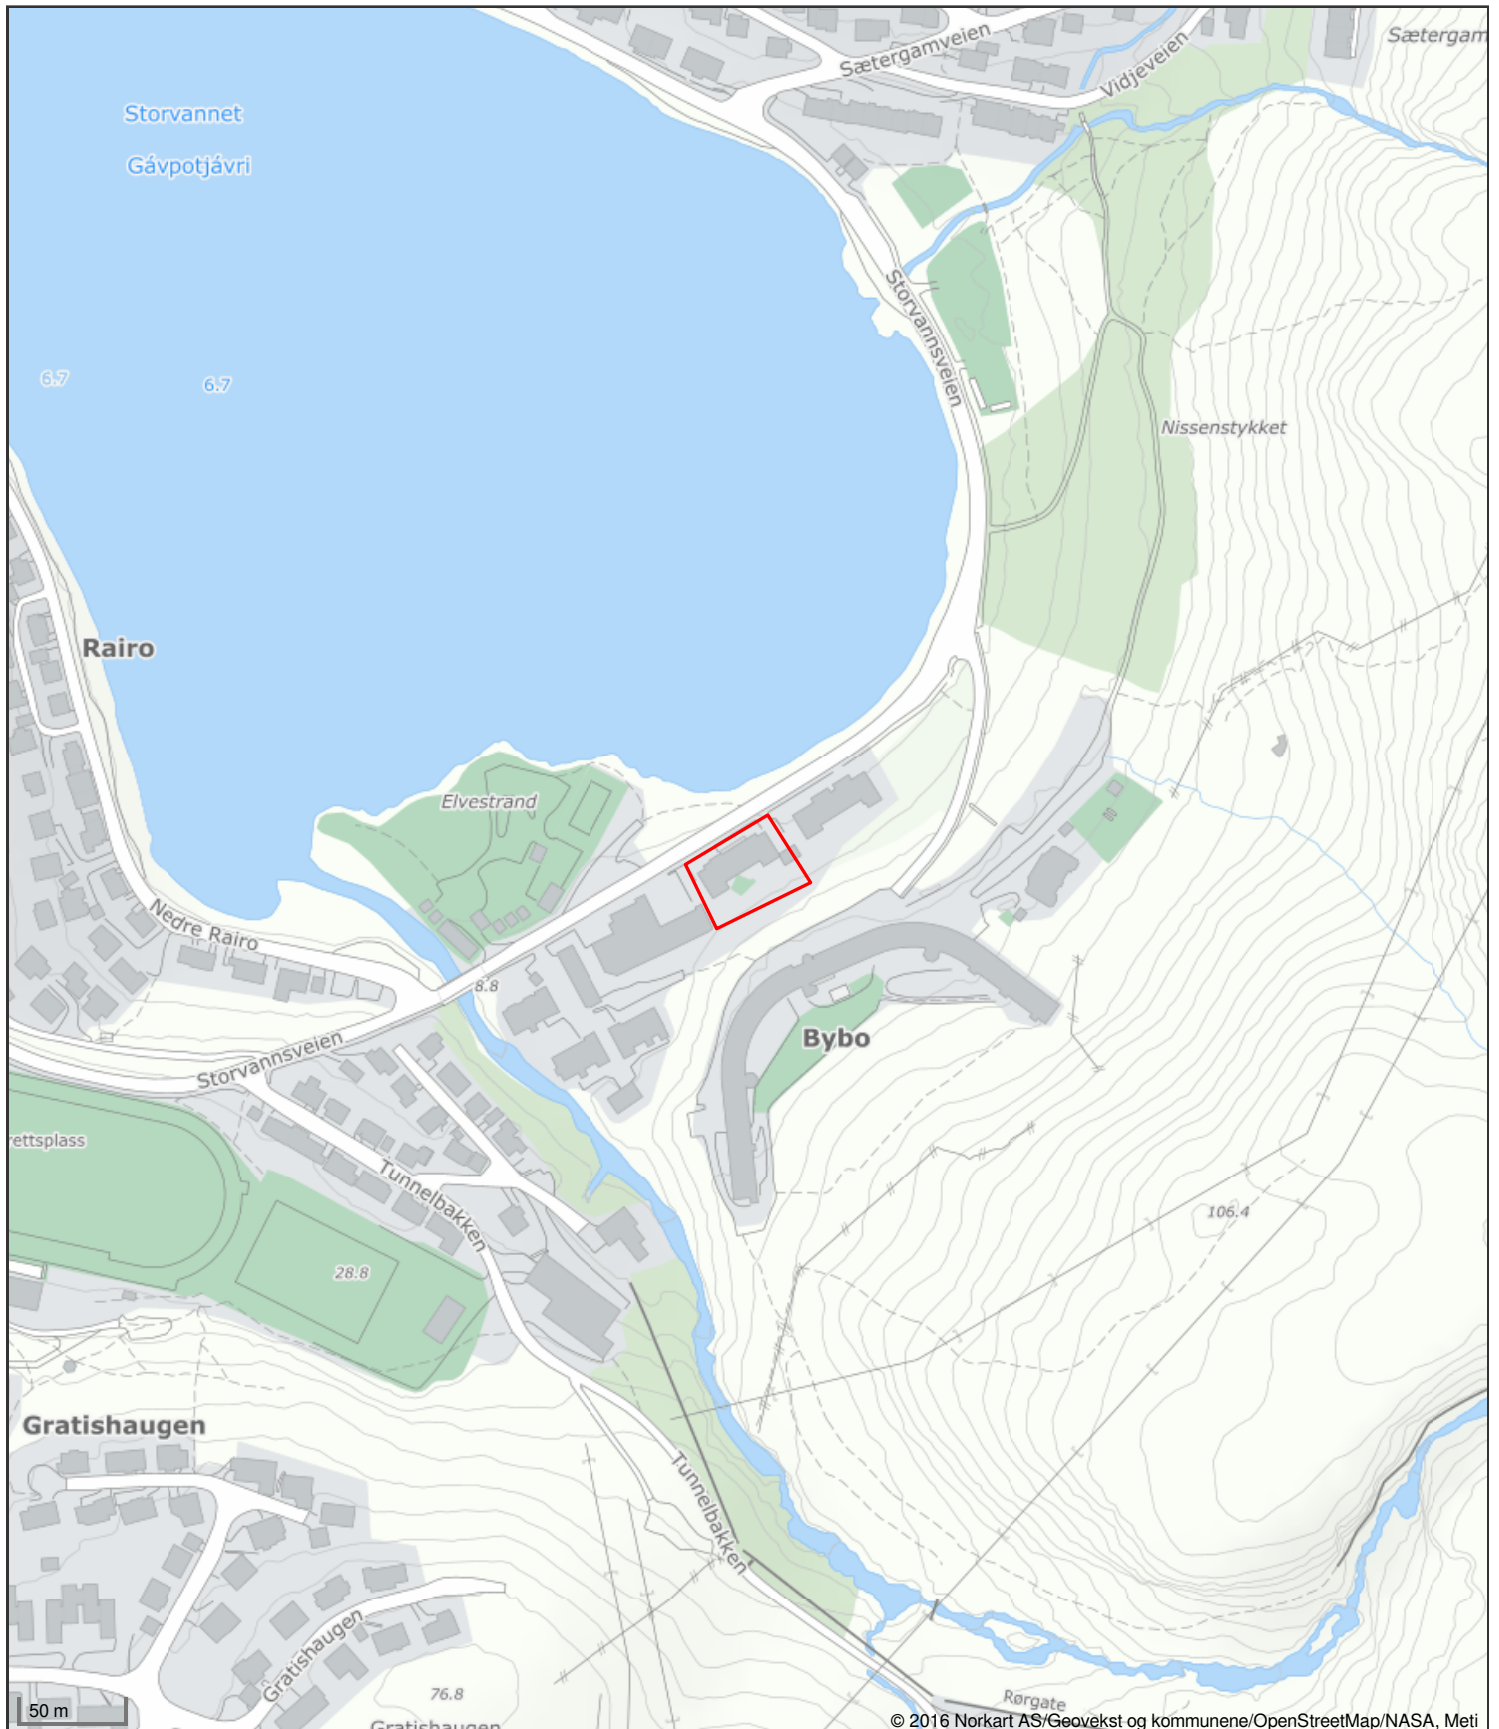 Sætergamveien
Sætergam
Vidjeveien
Storvannet
Gávpotjávri
Storvannsveien
6.7
6.7
Nissenstykket
Rairo
Elvestrand
Nedre Rairo
8.8
Bybo
Storvannsveien
rettsplass
Tunnelbakken
106.4
28.8
Gratishaugen
Tunnelbakken
Gratishaugen
76.8
Rørgate
Gratishaugen
50 m
© 2016 Norkart AS/Geovekst og kommunene/OpenStreetMap/NASA, Meti